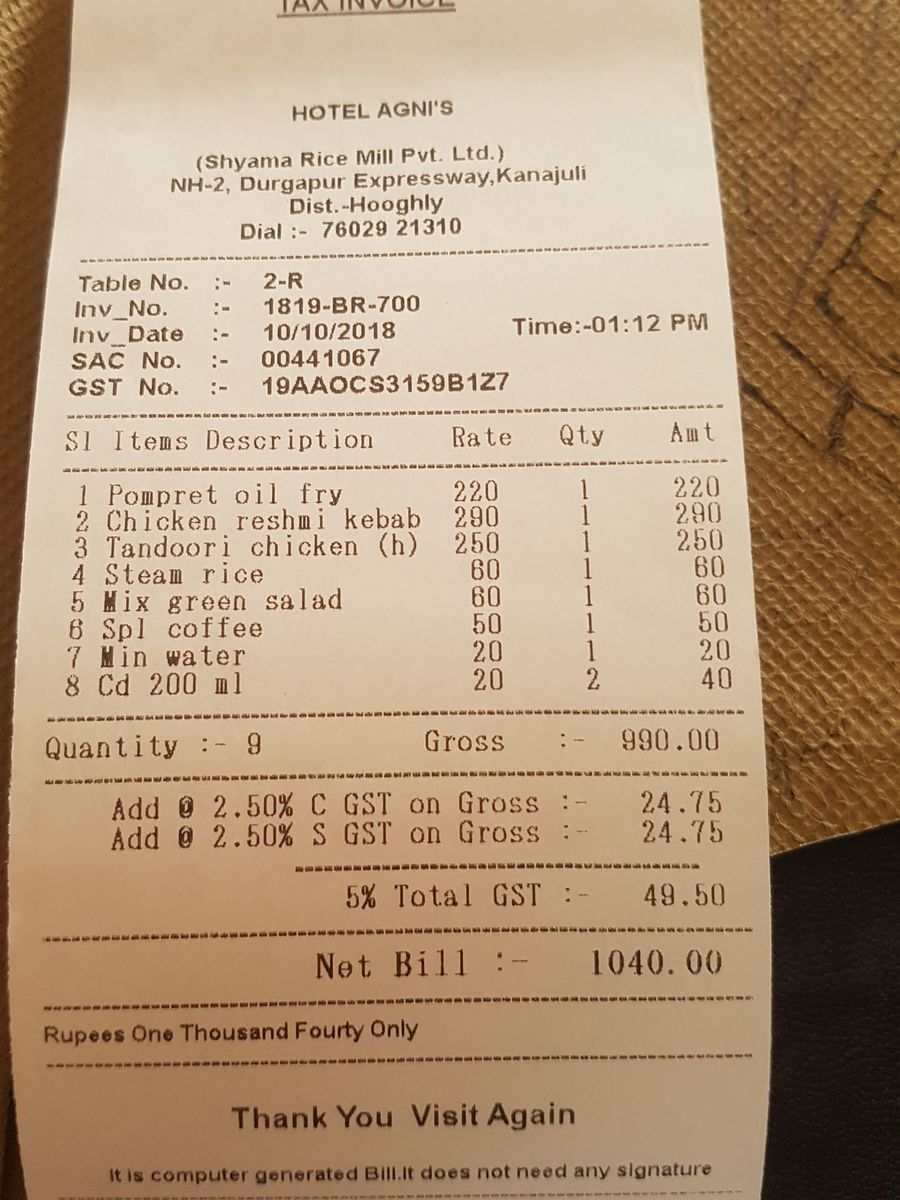 TAX INVOICE
HOTEL AGNI'S
(Shyama Rice Mill Pvt. Ltd.)
NH-2, Durgapur Expressway,Kanajuli
Dist.-Hooghly
Dial :- 76029 21310
Table No. :- 2-R
Inv_No. :- 1819-BR-700
Inv_Date :- 10/10/2018 Time:-01:12 PM
SAC No. :- 00441067
GST No. :- 19AAOCS3159B1Z7
Sl Items Description Rate Qty Amt
1 Pompret oil fry 220 1 220
2 Chicken reshmi kebab 290 1 290
3 Tandoori chicken (h) 250 1 250
4 Steam rice 60 1 60
5 Mix green salad 60 1 60
6 Spl coffee 50 1 50
7 Min water 20 1 20
8 Cd 200 ml 20 2 40
Quantity :- 9 Gross :- 990.00
Add @ 2.50% C GST on Gross :- 24.75
Add @ 2.50% S GST on Gross :- 24.75
5% Total GST :- 49.50
Net Bill :- 1040.00
Rupees One Thousand Fourty Only
Thank You Visit Again
It is computer generated Bill.It does not need any signature